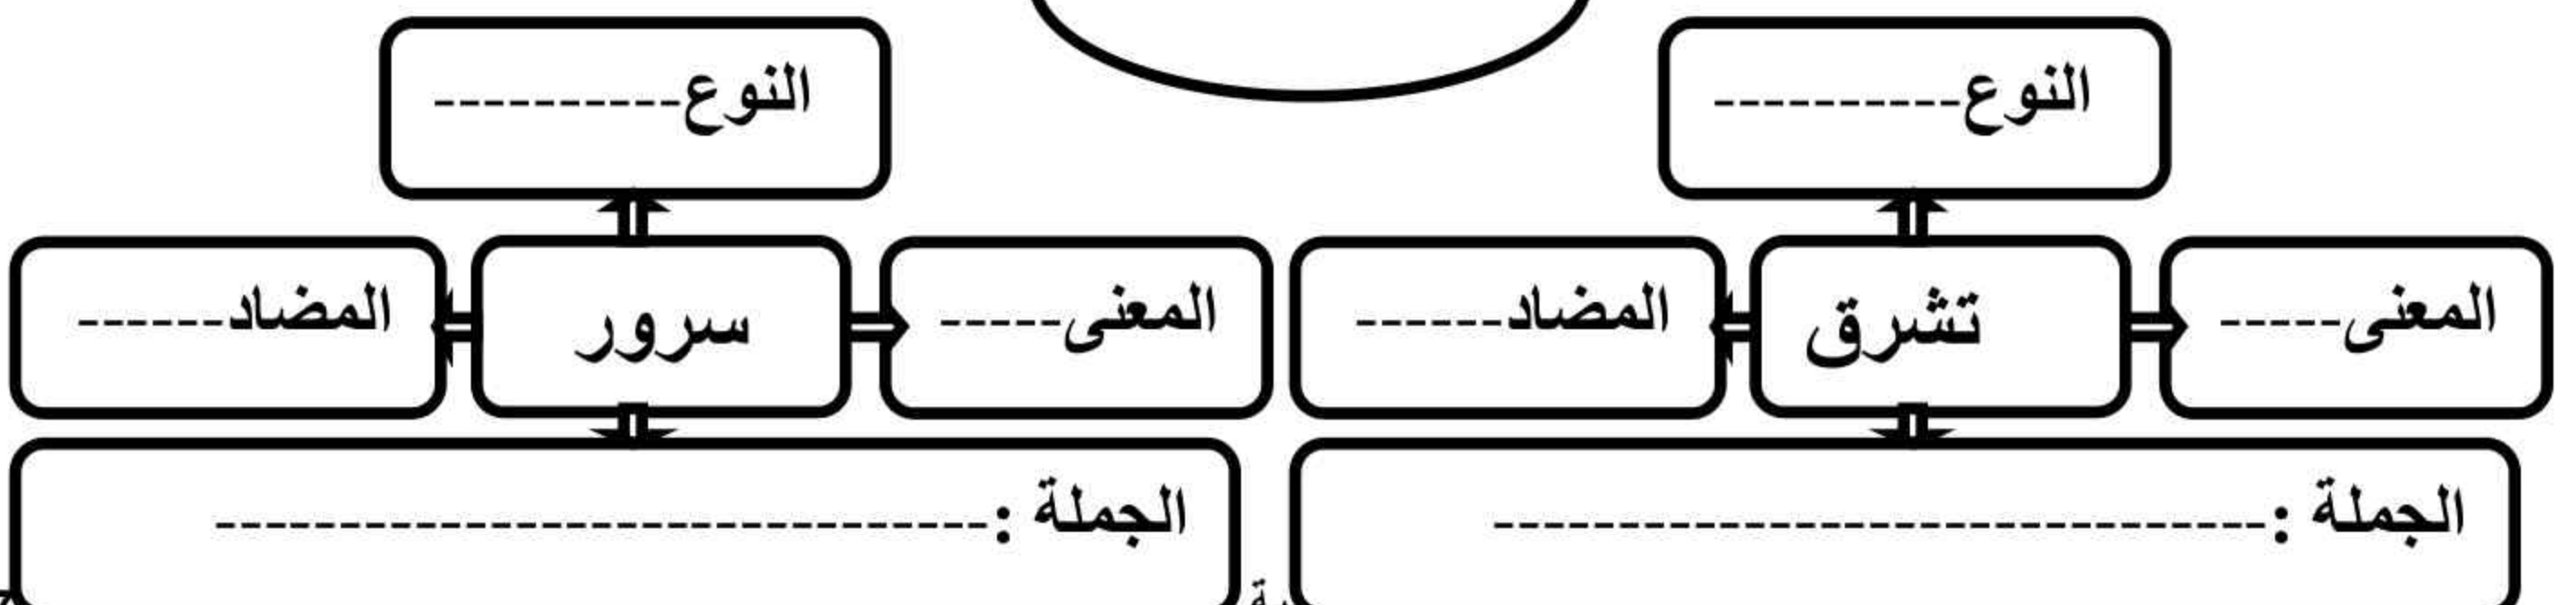 النوع---------- النوع----------
المعنى----- تشرق المضاد------ المعنى----- سرور المضاد------
الجملة :------------------------------- الجملة :-------------------------------